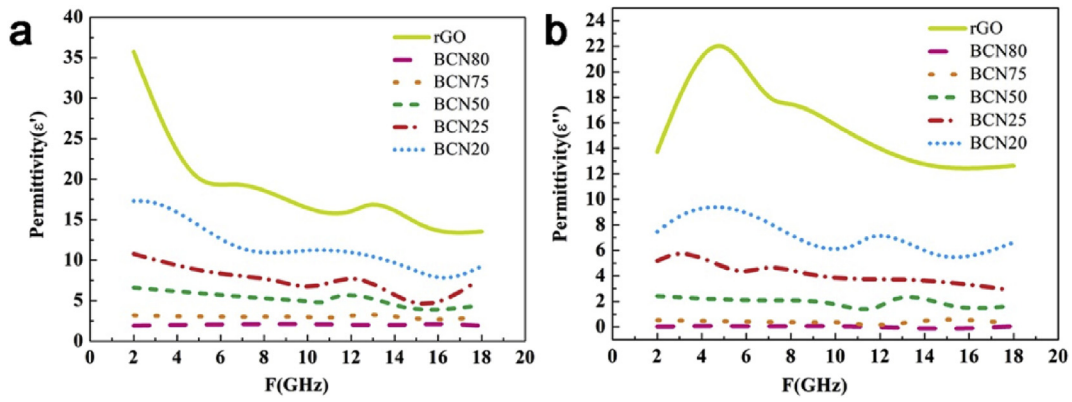 a
40
35
30
25
20
15
10
5
0
Permittivity(ε')
rGO
BCN80
BCN75
BCN50
BCN25
BCN20
0 2 4 6 8 10 12 14 16 18 20
F(GHz)
b
24
22
20
18
16
14
12
10
8
6
4
2
0
Permittivity(ε'')
rGO
BCN80
BCN75
BCN50
BCN25
BCN20
0 2 4 6 8 10 12 14 16 18 20
F(GHz)